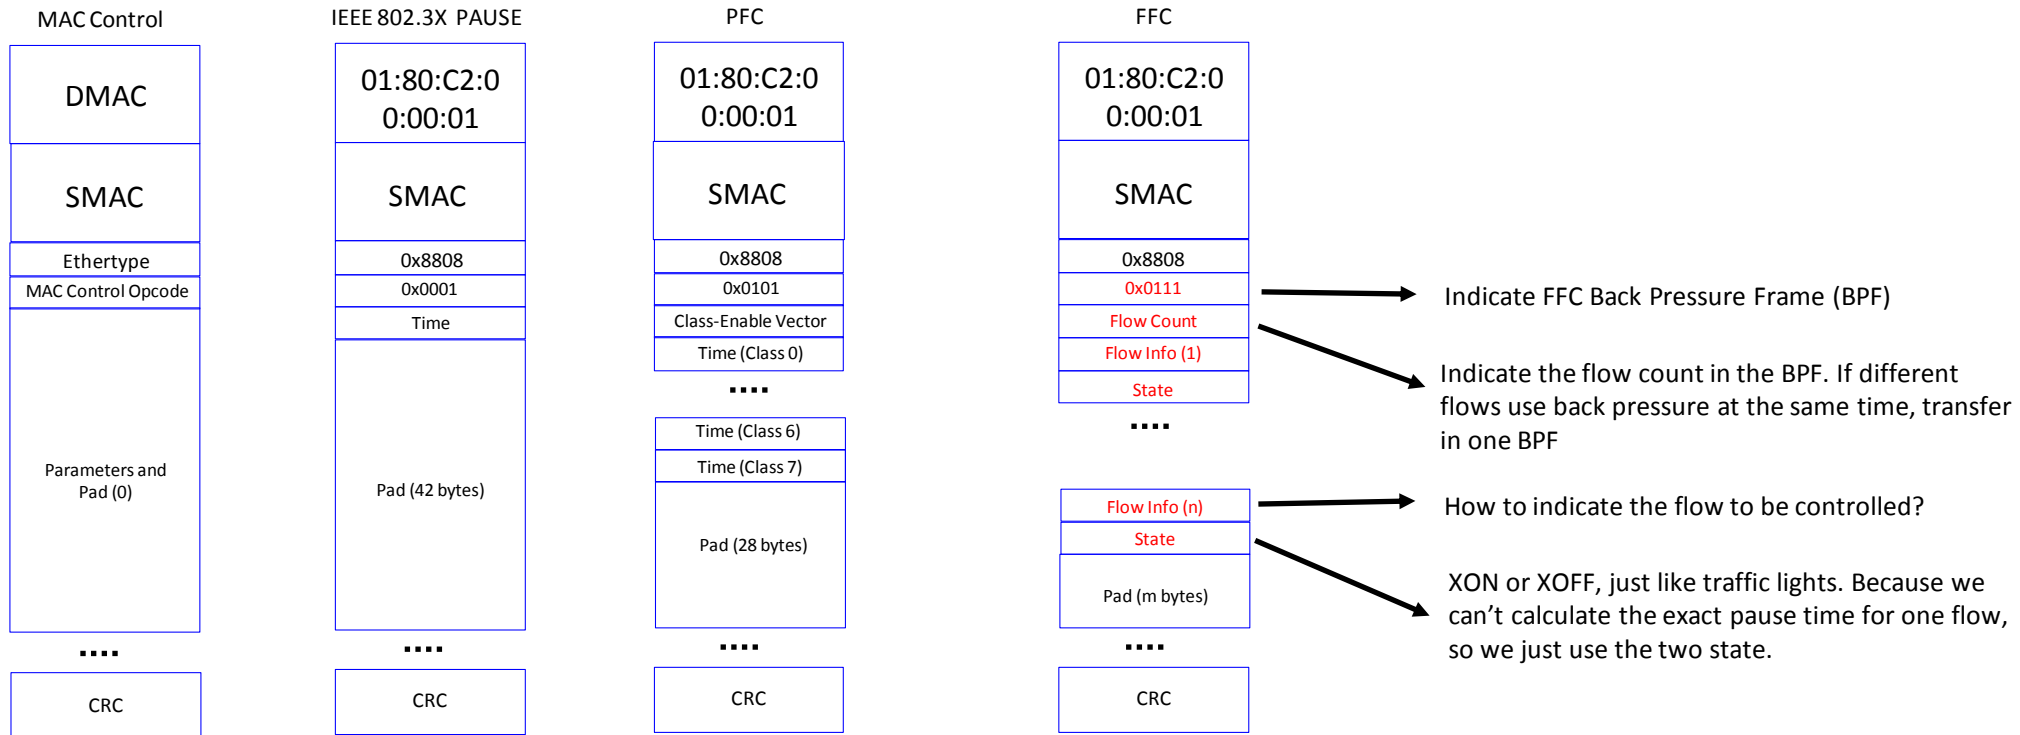 MAC Control
DMAC
SMAC
Ethertype
MAC Control Opcode
Parameters and
Pad (0)
....
CRC
IEEE 802.3X PAUSE
01:80:C2:0
0:00:01
SMAC
0x8808
0x0001
Time
Pad (42 bytes)
....
CRC
PFC
01:80:C2:0
0:00:01
SMAC
0x8808
0x0101
Class-Enable Vector
Time (Class 0)
....
Time (Class 6)
Time (Class 7)
Pad (28 bytes)
....
CRC
FFC
01:80:C2:0
0:00:01
SMAC
0x8808
0x0111
Flow Count
Flow Info (1)
State
....
Flow Info (n)
State
Pad (m bytes)
....
CRC
Indicate FFC Back Pressure Frame (BPF)
Indicate the flow count in the BPF. If different
flows use back pressure at the same time, transfer
in one BPF
How to indicate the flow to be controlled?
XON or XOFF, just like traffic lights. Because we
can’t calculate the exact pause time for one flow,
so we just use the two state.